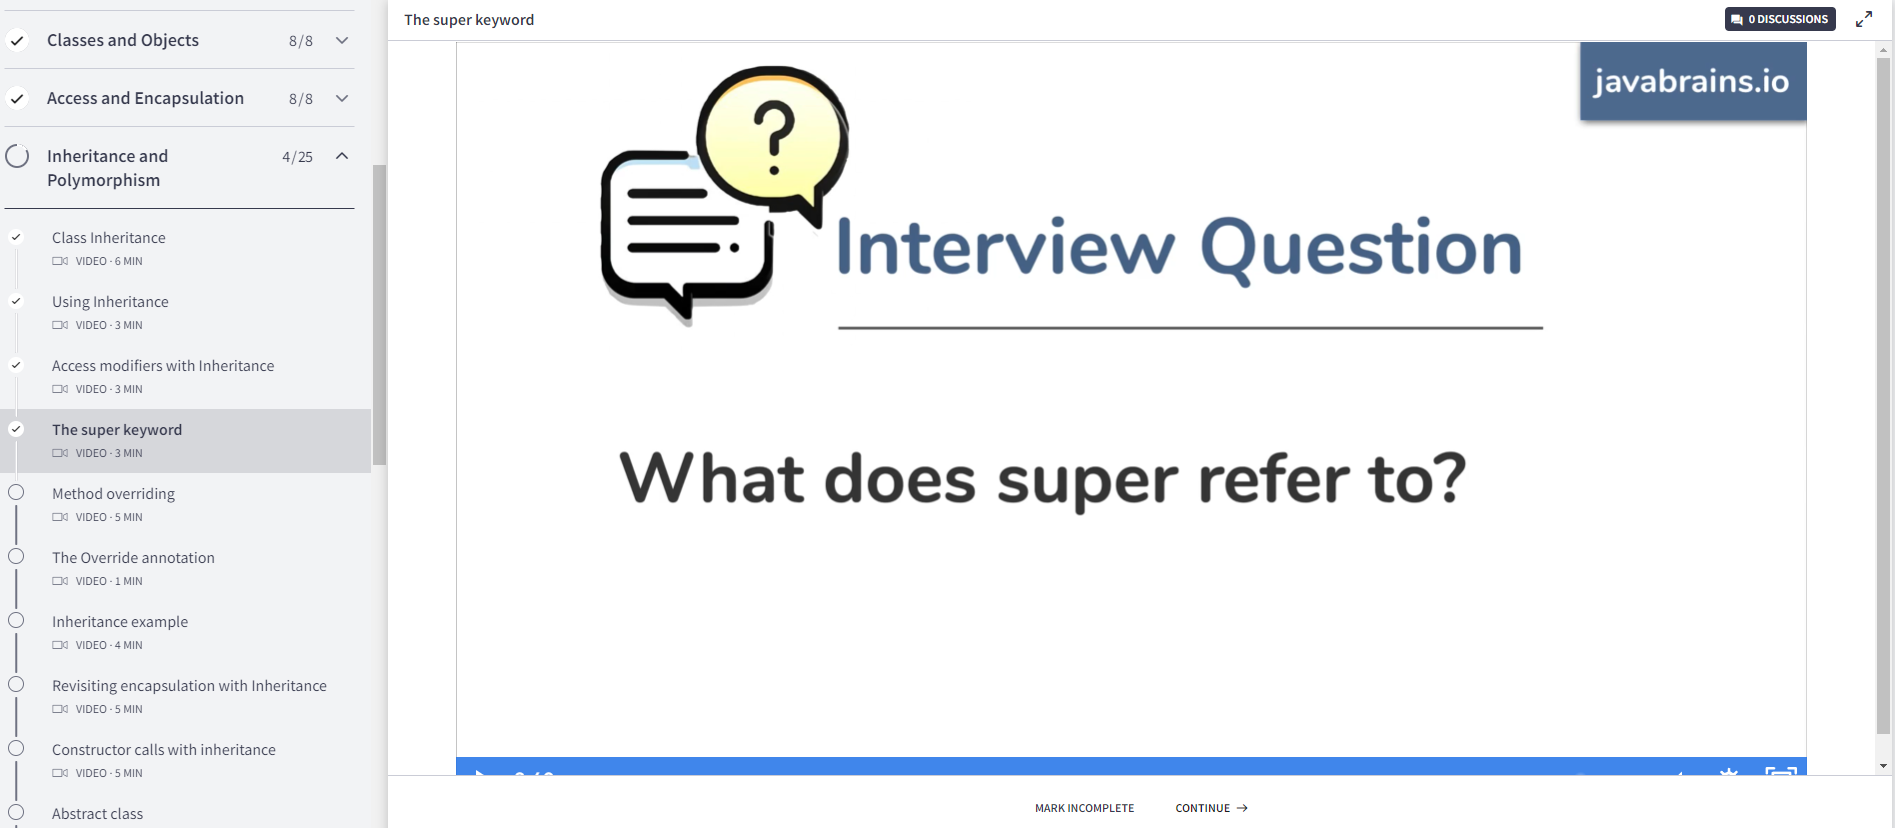 Classes and Objects 8/8
Access and Encapsulation 8/8
Inheritance and 4/25
Polymorphism
Class Inheritance
VIDEO · 6 MIN
Using Inheritance
VIDEO · 3 MIN
Access modifiers with Inheritance
VIDEO · 3 MIN
The super keyword
VIDEO · 3 MIN
Method overriding
VIDEO · 5 MIN
The Override annotation
VIDEO · 1 MIN
Inheritance example
VIDEO · 4 MIN
Revisiting encapsulation with Inheritance
VIDEO · 5 MIN
Constructor calls with inheritance
VIDEO · 5 MIN
Abstract class
The super keyword
0 DISCUSSIONS
javabrains.io
?
Interview Question
What does super refer to?
MARK INCOMPLETE
CONTINUE →